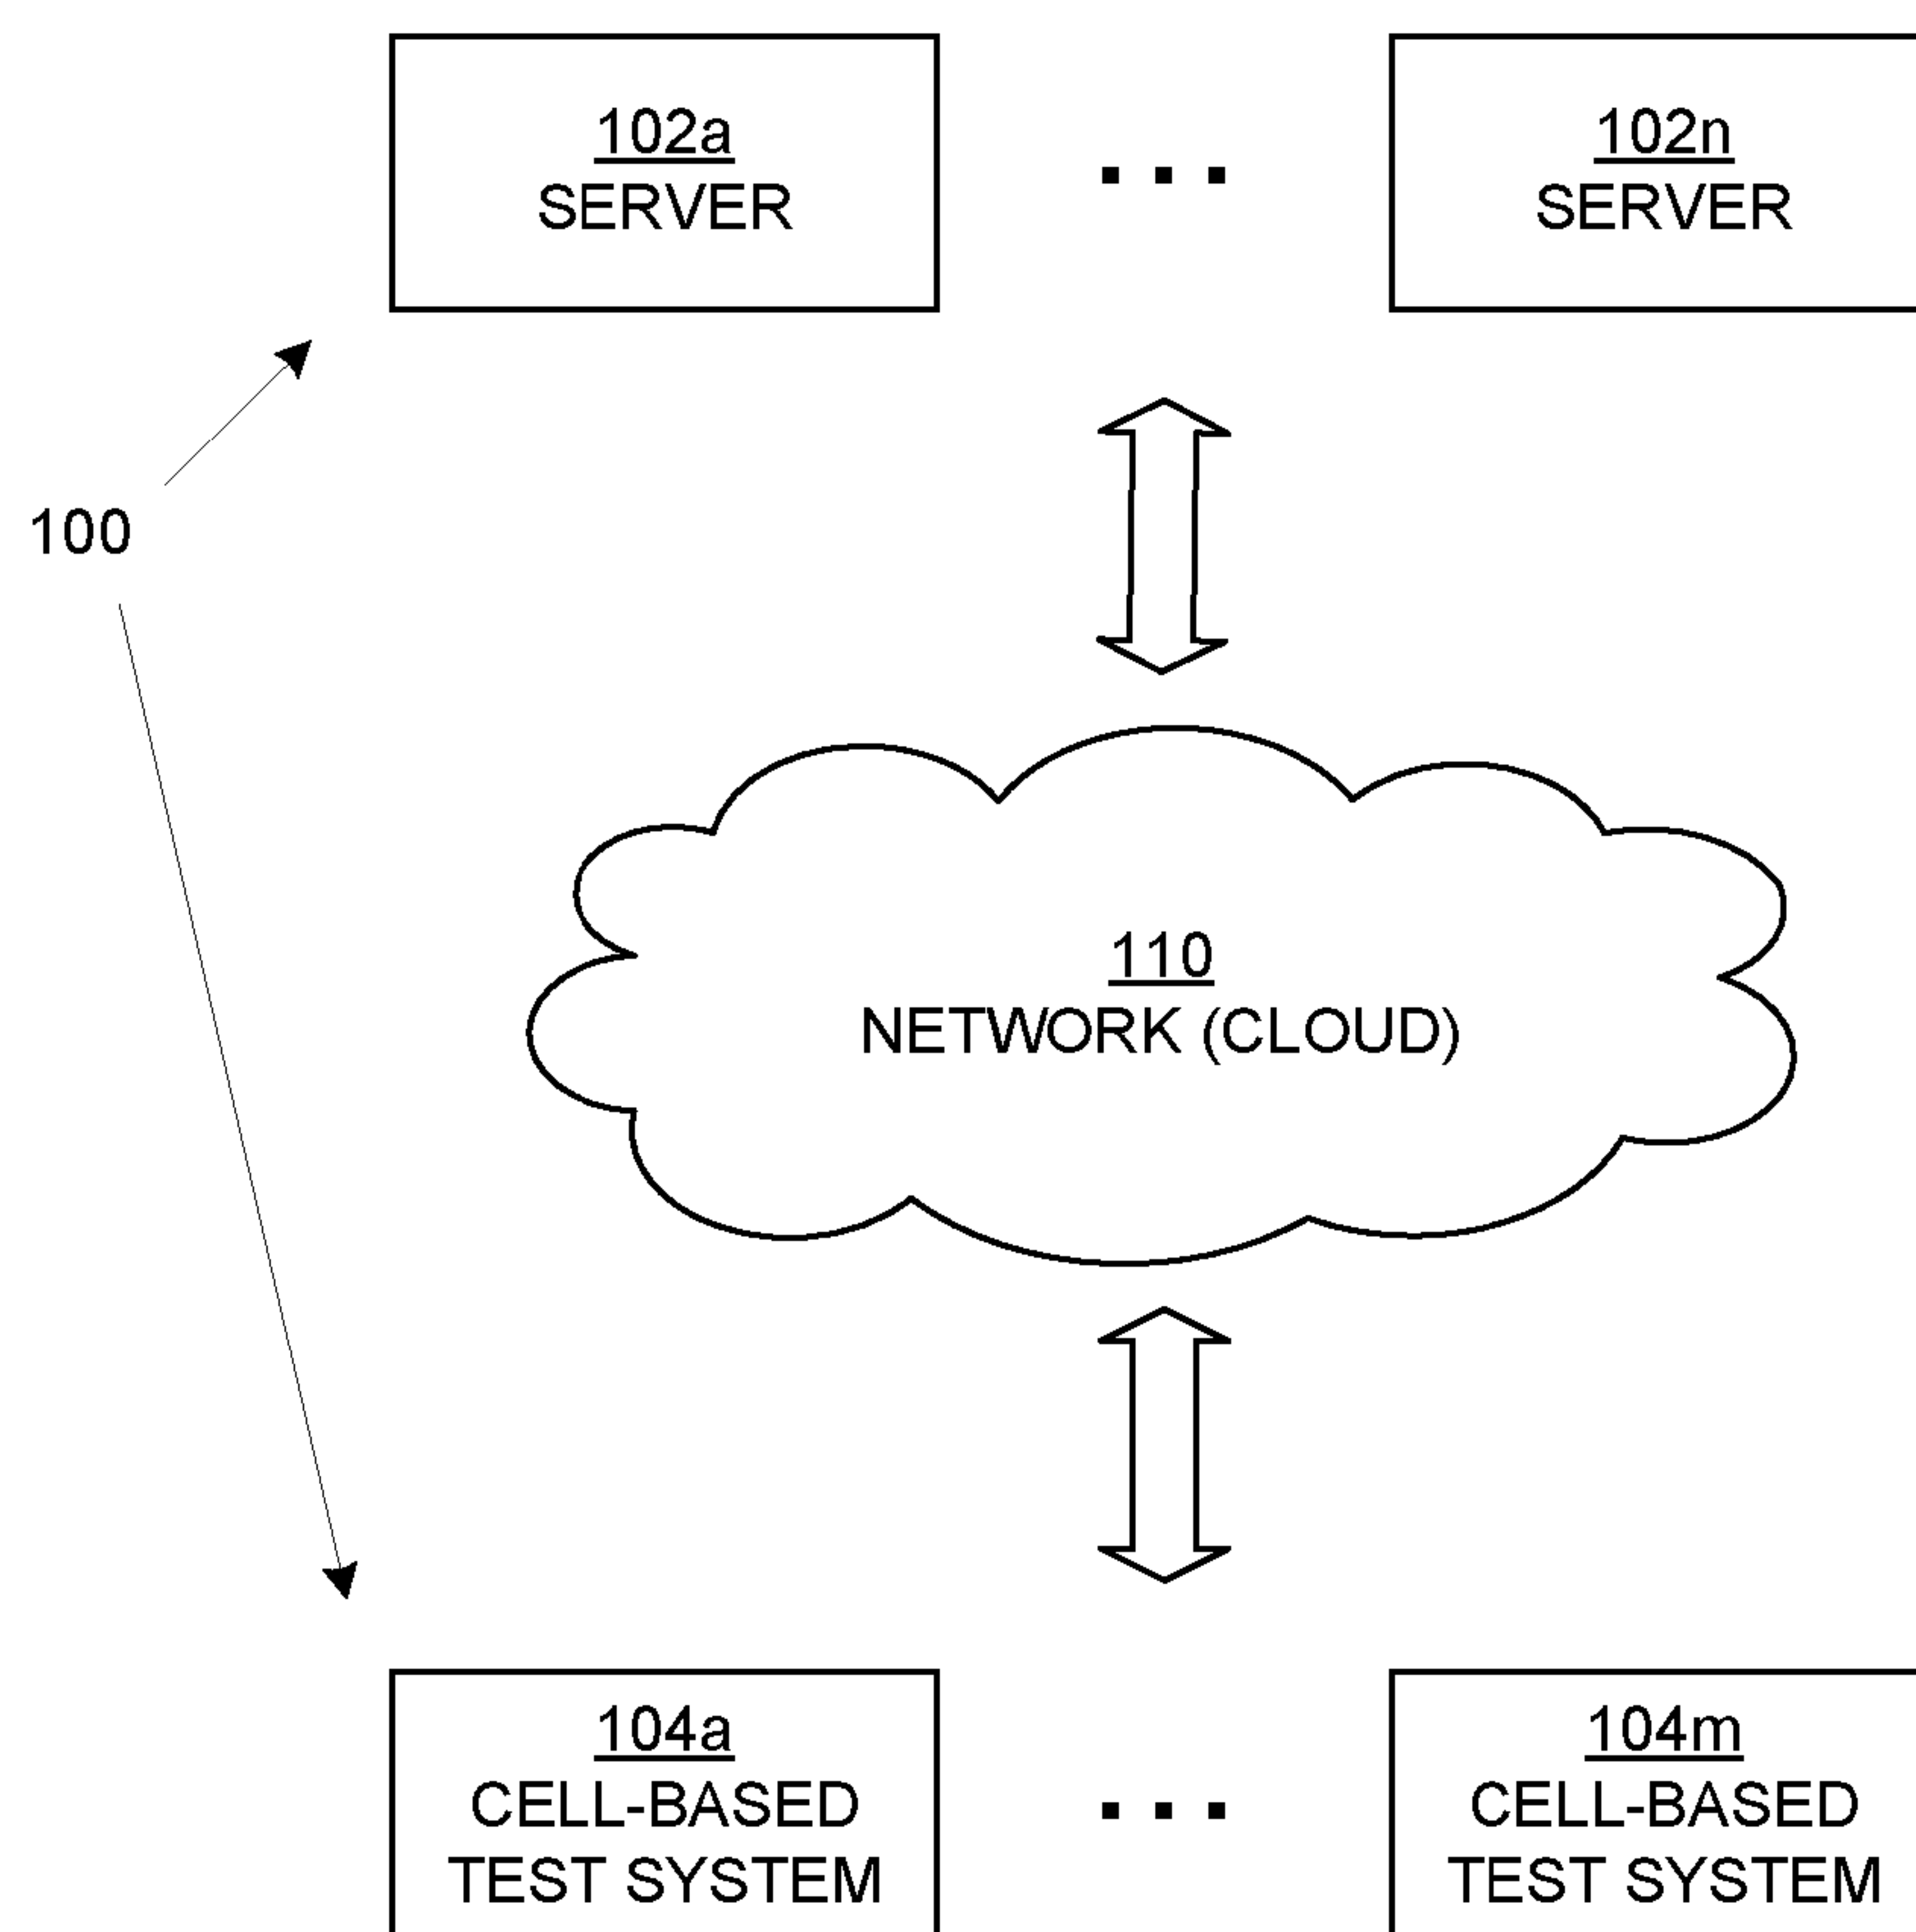 102a
SERVER
. . .
102n
SERVER
100
110
NETWORK (CLOUD)
104a
CELL-BASED
TEST SYSTEM
. . .
104m
CELL-BASED
TEST SYSTEM